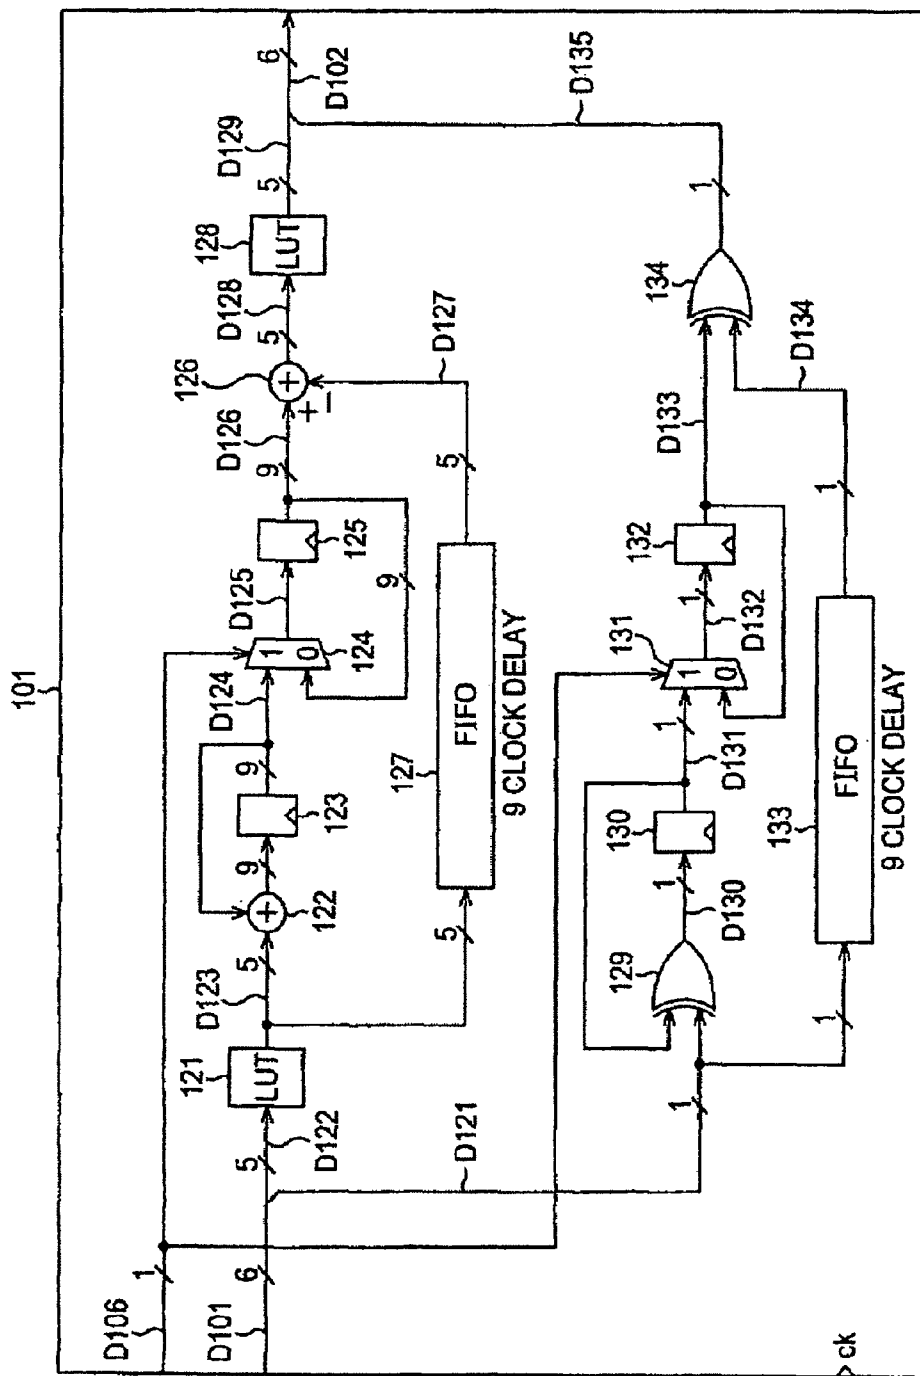 101
D106
1
D101
6
D122
5
D121
1
121
LUT
D123
5
122
+
9
123
9
D124
124
1
0
D125
125
9
D126
9
126
+
+
−
D128
5
128
LUT
D129
5
D102
6
5
127
FIFO
9 CLOCK DELAY
5
D127
129
D130
1
130
D131
1
131
1
0
D132
1
132
D133
134
1
D135
1
133
FIFO
9 CLOCK DELAY
1
D134
ck